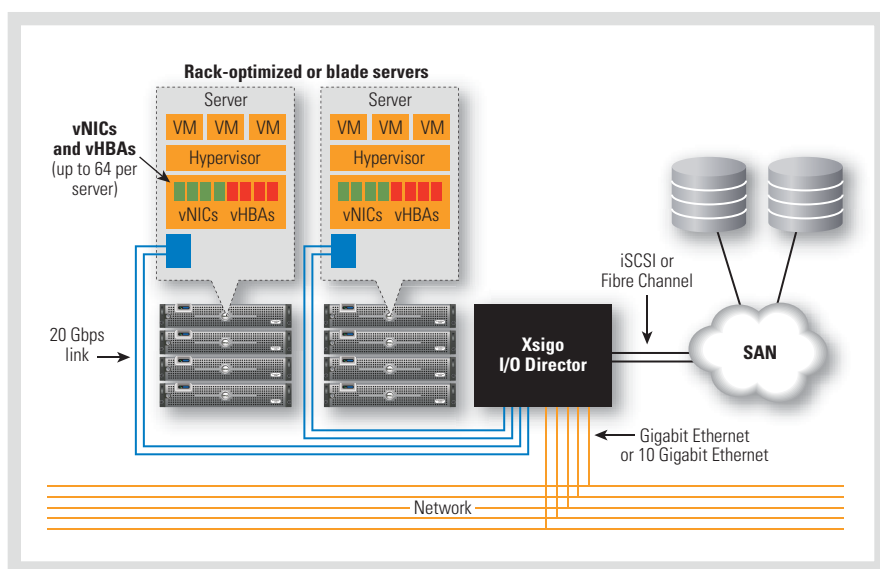 Rack-optimized or blade servers
Server
VM VM VM
Hypervisor
vNICs vHBAs
Server
VM VM VM
Hypervisor
vNICs vHBAs
vNICs
and vHBAs
(up to 64 per
server)
20 Gbps
link
iSCSI or
Fibre Channel
Xsigo
I/O Director
SAN
Gigabit Ethernet
or 10 Gigabit Ethernet
Network